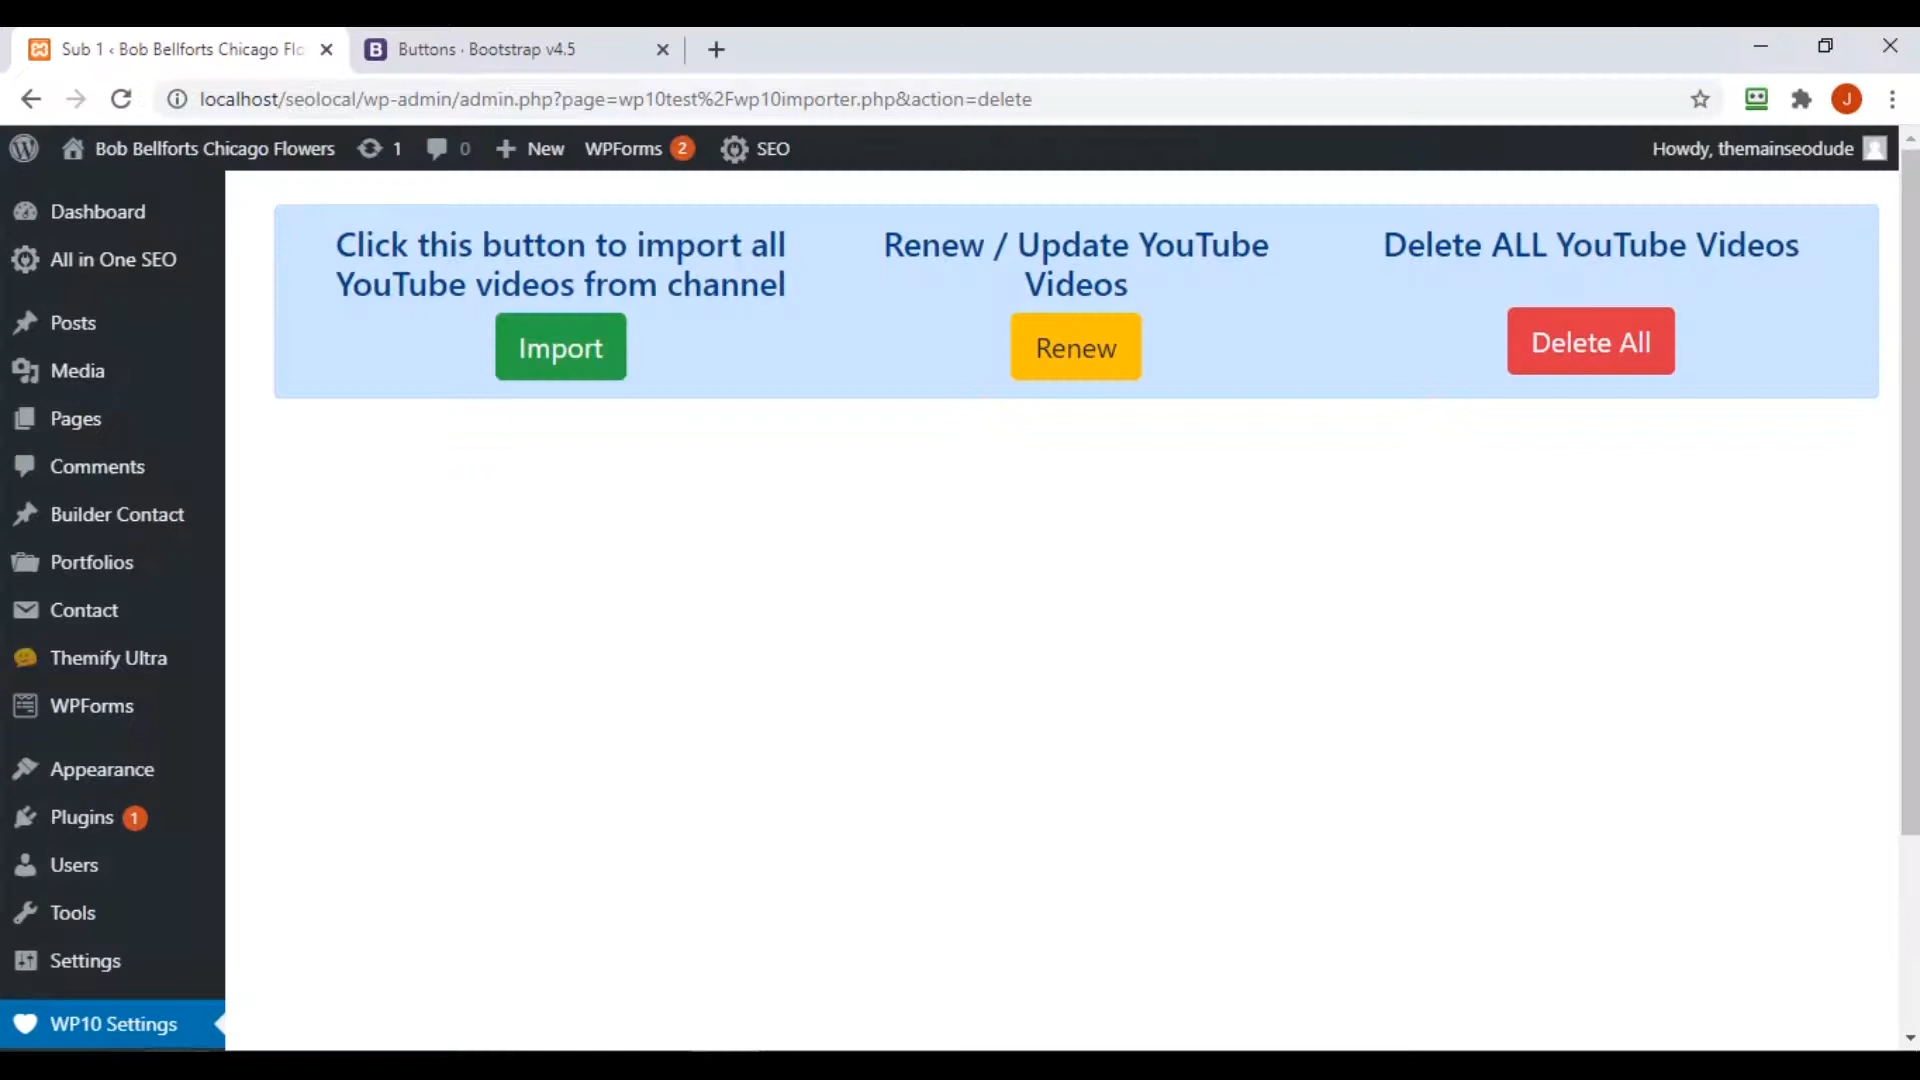 Sub 1 ‹ Bob Bellforts Chicago Flo
B Buttons · Bootstrap v4.5
localhost/seolocal/wp-admin/admin.php?page=wp10test%2Fwp10importer.php&action=delete
J
Bob Bellforts Chicago Flowers 1 0 New WPForms 2 SEO
Howdy, themainseodude
Dashboard
All in One SEO
Posts
Media
Pages
Comments
Builder Contact
Portfolios
Contact
Themify Ultra
WPForms
Appearance
Plugins 1
Users
Tools
Settings
WP10 Settings
Click this button to import all
YouTube videos from channel
Import
Renew / Update YouTube
Videos
Renew
Delete ALL YouTube Videos
Delete All